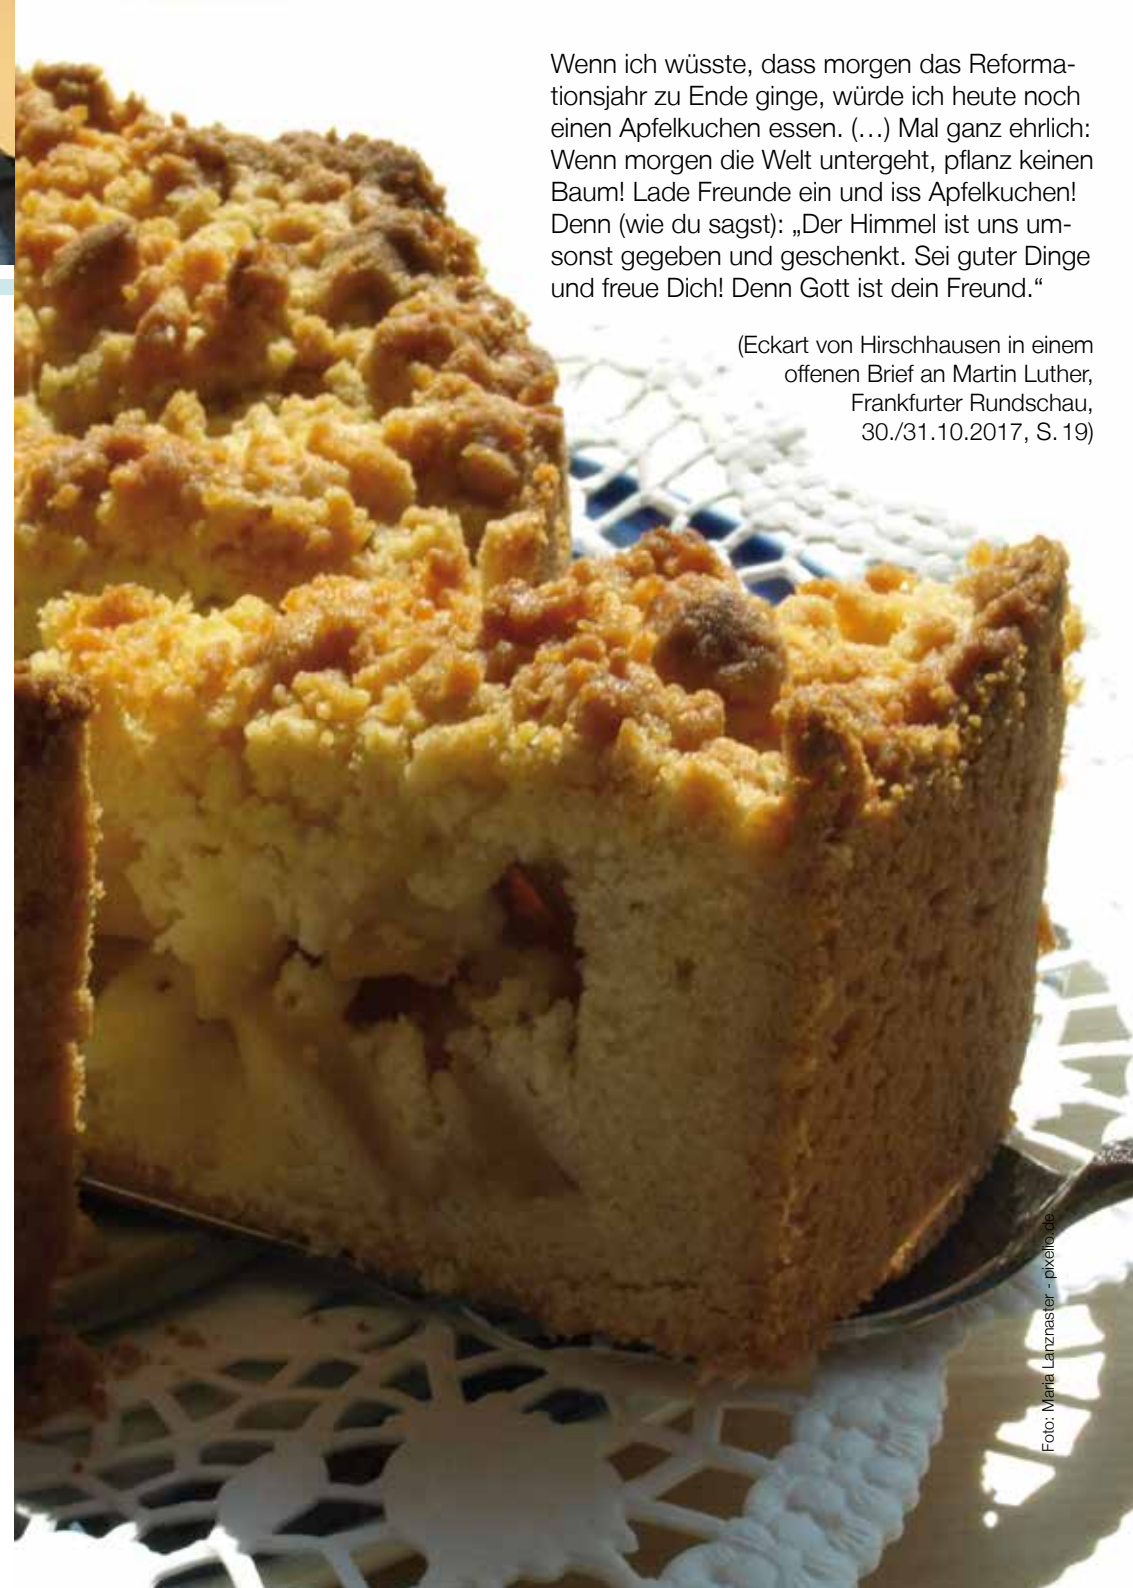 Wenn ich wüsste, dass morgen das Reforma-
tionsjahr zu Ende ginge, würde ich heute noch
einen Apfelkuchen essen. (…) Mal ganz ehrlich:
Wenn morgen die Welt untergeht, pflanz keinen
Baum! Lade Freunde ein und iss Apfelkuchen!
Denn (wie du sagst): „Der Himmel ist uns um-
sonst gegeben und geschenkt. Sei guter Dinge
und freue Dich! Denn Gott ist dein Freund.“
(Eckart von Hirschhausen in einem
offenen Brief an Martin Luther,
Frankfurter Rundschau,
30./31.10.2017, S. 19)
Foto: Maria Lanznaster - pixelio.de